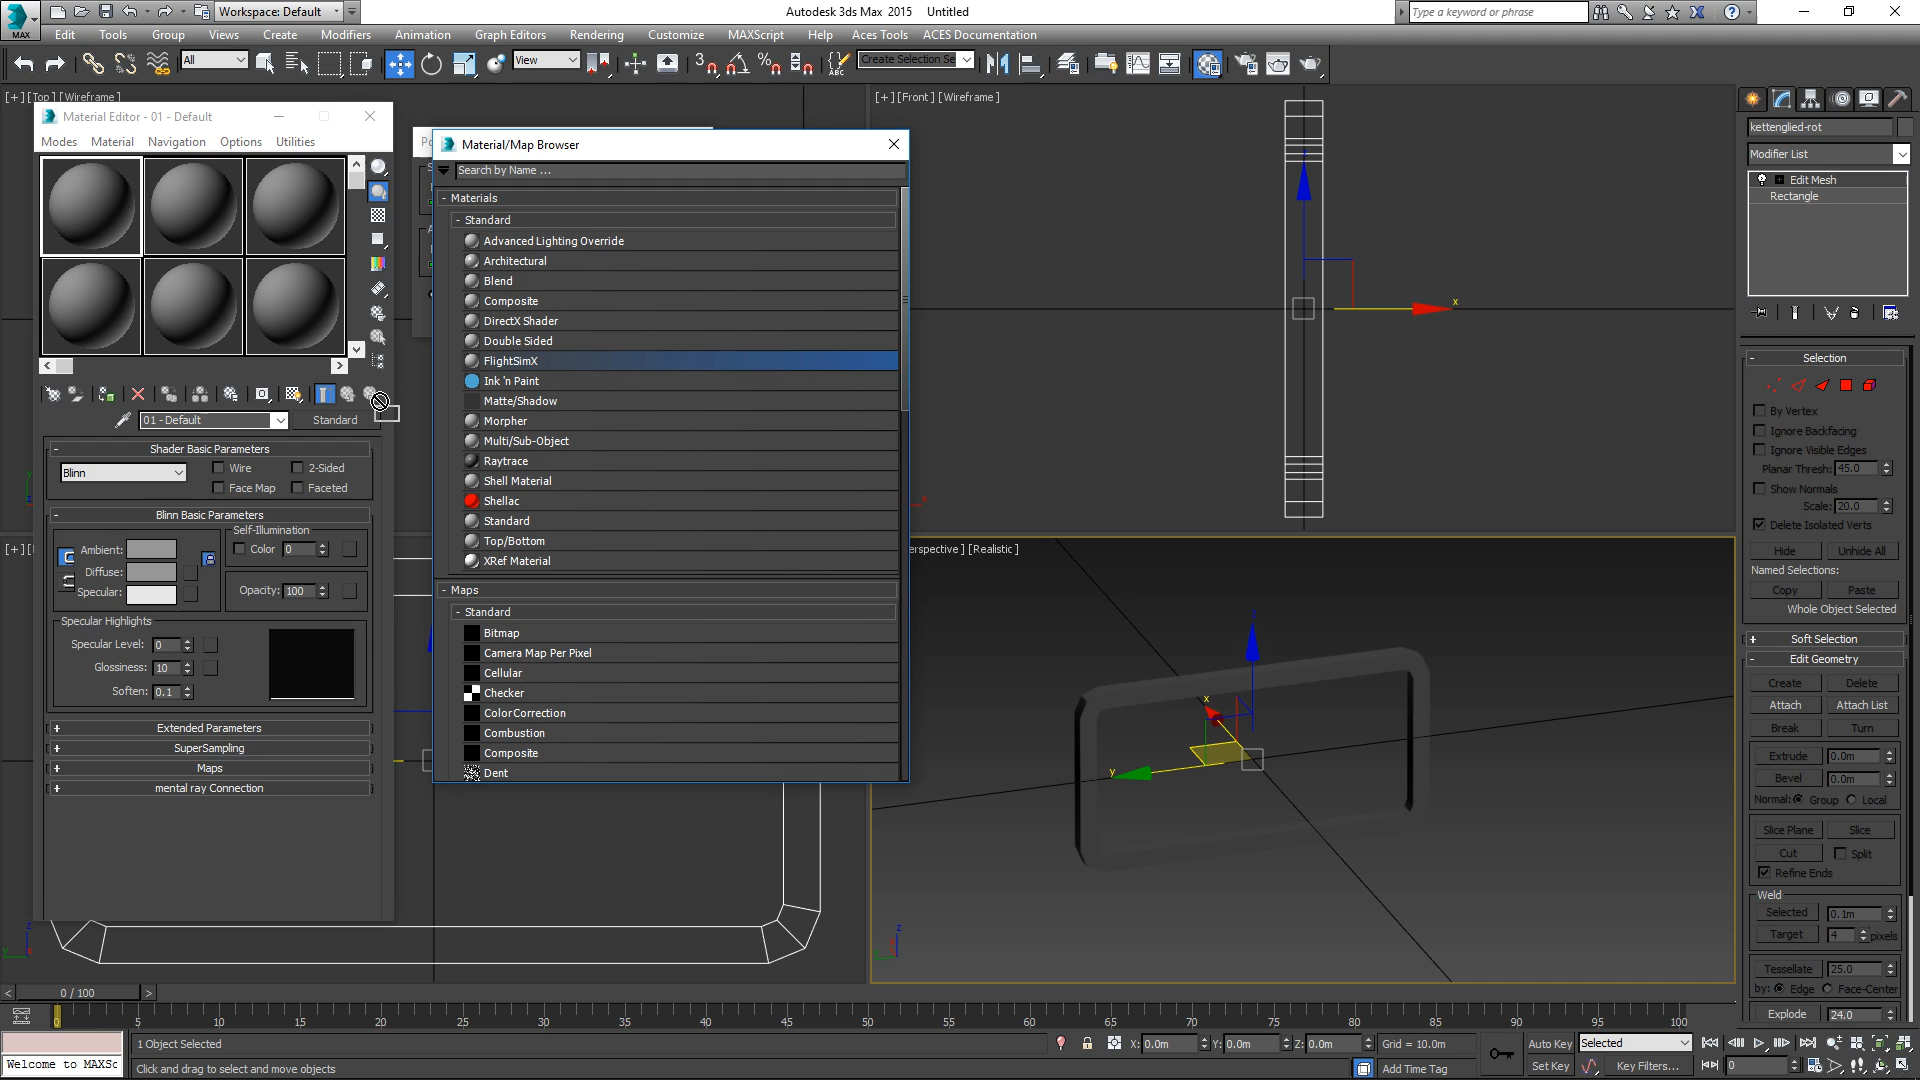 Workspace: Default
Autodesk 3ds Max 2015 Untitled
Type a keyword or phrase
MAX
Edit Tools Group Views Create Modifiers Animation Graph Editors Rendering Customize MAXScript Help Aces Tools ACES Documentation
All
View
Create Selection Se
[+] [Top] [Wireframe]
[+] [Front] [Wireframe]
Material Editor - 01 - Default
Modes Material Navigation Options Utilities
01 - Default
Standard
Shader Basic Parameters
Blinn
Wire
2-Sided
Face Map
Faceted
Blinn Basic Parameters
Self-Illumination
Ambient:
Color 0
Diffuse:
Specular:
Opacity: 100
Specular Highlights
Specular Level: 0
Glossiness: 10
Soften: 0.1
+ Extended Parameters
+ SuperSampling
+ Maps
+ mental ray Connection
Material/Map Browser
Search by Name ...
- Materials
- Standard
Advanced Lighting Override
Architectural
Blend
Composite
DirectX Shader
Double Sided
FlightSimX
Ink 'n Paint
Matte/Shadow
Morpher
Multi/Sub-Object
Raytrace
Shell Material
Shellac
Standard
Top/Bottom
XRef Material
- Maps
- Standard
Bitmap
Camera Map Per Pixel
Cellular
Checker
ColorCorrection
Combustion
Composite
Dent
x
erspective] [Realistic]
x
y
z
kettenglied-rot
Modifier List
Edit Mesh
Rectangle
- Selection
By Vertex
Ignore Backfacing
Ignore Visible Edges
Planar Thresh: 45.0
Show Normals
Scale: 20.0
Delete Isolated Verts
Hide Unhide All
Named Selections:
Copy Paste
Whole Object Selected
+ Soft Selection
- Edit Geometry
Create Delete
Attach Attach List
Break Turn
Extrude 0.0m
Bevel 0.0m
Normal: Group Local
Slice Plane Slice
Cut Split
Refine Ends
Weld
Selected 0.1m
Target 4 pixels
Tessellate 25.0
by: Edge Face-Center
Explode 24.0
< 0 / 100 >
0 5 10 15 20 25 30 35 40 45 50 55 60 65 70 75 80 85 90 95 100
1 Object Selected
X: 0.0m Y: 0.0m Z: 0.0m
Grid = 10.0m
Auto Key Selected
Welcome to MAXSc
Click and drag to select and move objects
Add Time Tag
Set Key Key Filters... 0